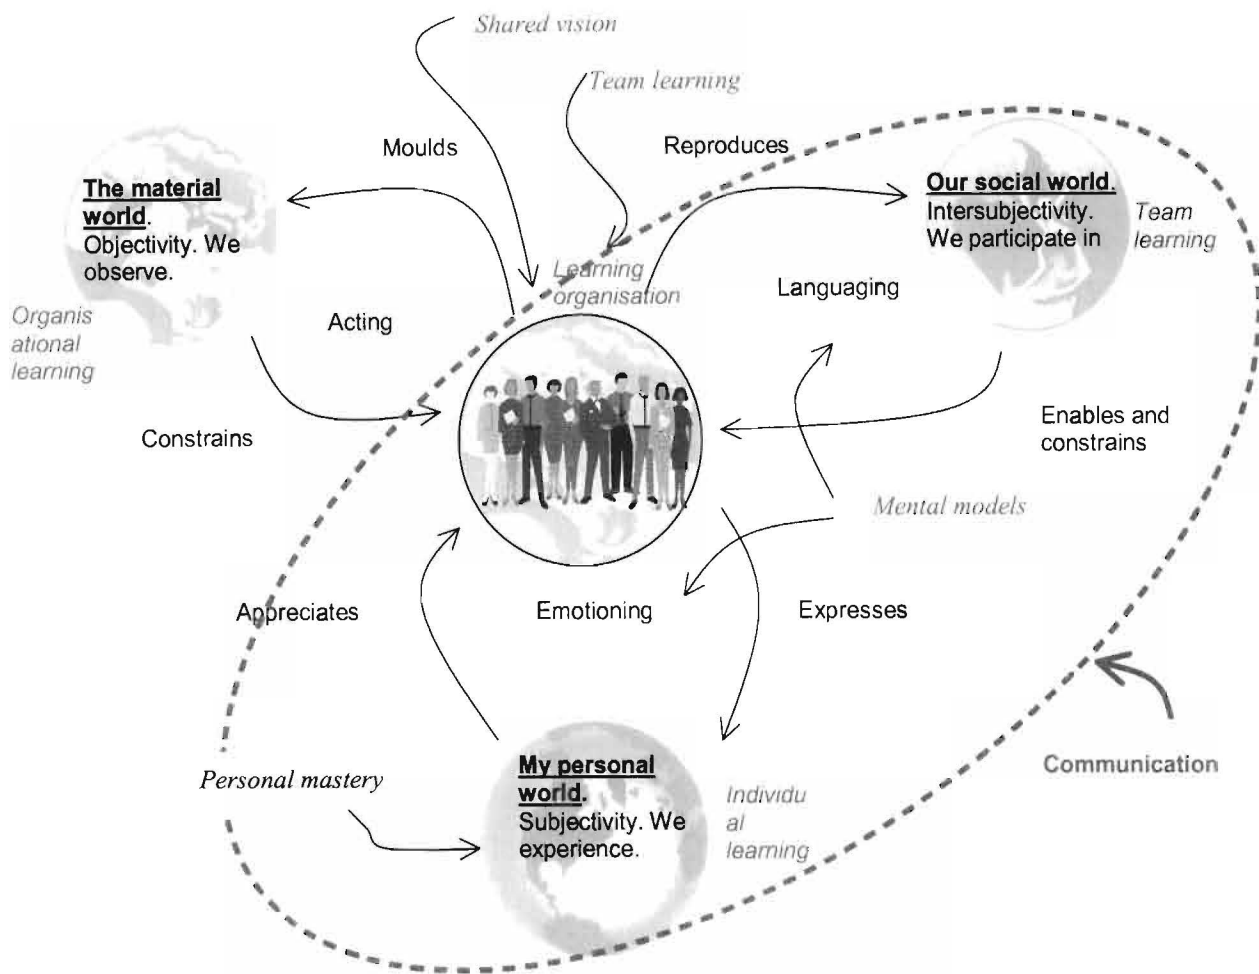 Shared vision
Team learning
Moulds
Reproduces
The material
world.
Objectivity. We
observe.
Our social world.
Intersubjectivity.
We participate in
Team
learning
Learning
organisation
Languaging
Organis
ational
learning
Acting
Constrains
Enables and
constrains
Mental models
Appreciates
Emotioning
Expresses
Personal mastery
My personal
world.
Subjectivity. We
experience.
Individu
al
learning
Communication